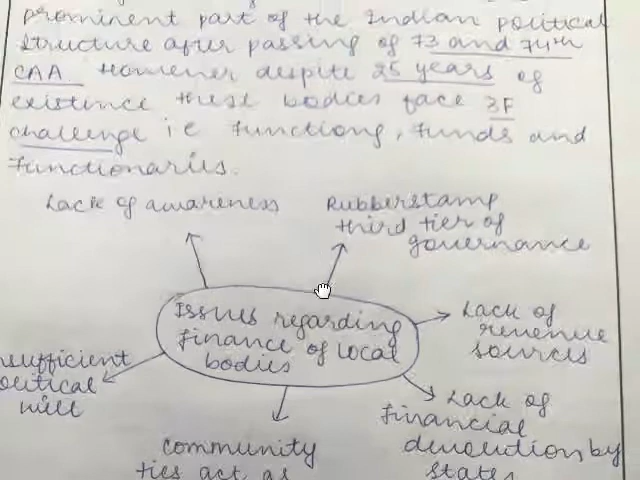 prominent part of the Indian political
structure after passing of 73 and 74th
CAA. However despite 25 years of
existence these bodies face 3F
challenge i.e functions, funds and
functionaries.
Lack of awareness
Rubberstamp
third tier of
governance
Issues regarding
finance of local
bodies
Lack of
revenue
sources
nsufficient
olitical
will
Lack of
financial
devolution by
states
community
ties act as